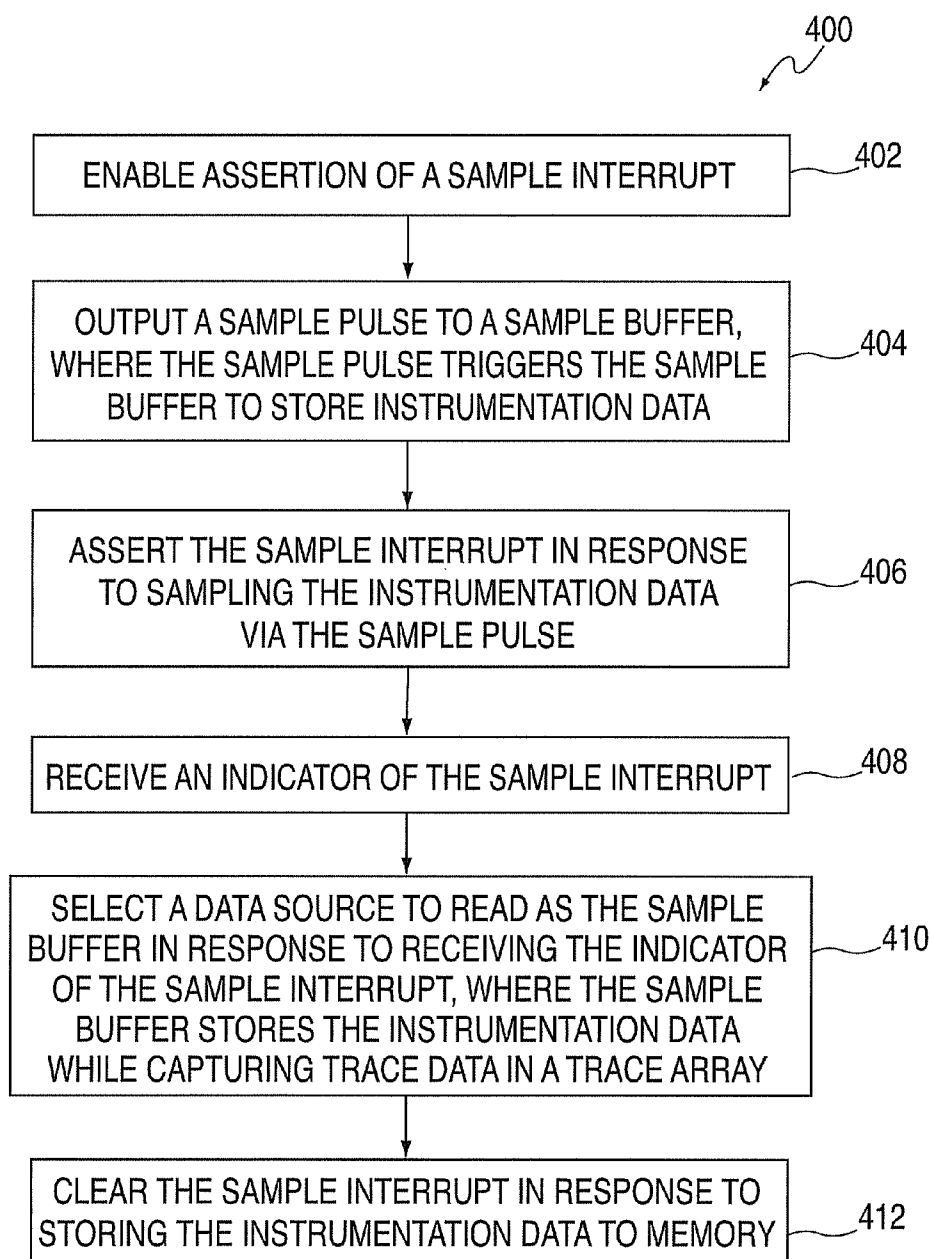 400
ENABLE ASSERTION OF A SAMPLE INTERRUPT
402
OUTPUT A SAMPLE PULSE TO A SAMPLE BUFFER,
WHERE THE SAMPLE PULSE TRIGGERS THE SAMPLE
BUFFER TO STORE INSTRUMENTATION DATA
404
ASSERT THE SAMPLE INTERRUPT IN RESPONSE
TO SAMPLING THE INSTRUMENTATION DATA
VIA THE SAMPLE PULSE
406
RECEIVE AN INDICATOR OF THE SAMPLE INTERRUPT
408
SELECT A DATA SOURCE TO READ AS THE SAMPLE
BUFFER IN RESPONSE TO RECEIVING THE INDICATOR
OF THE SAMPLE INTERRUPT, WHERE THE SAMPLE
BUFFER STORES THE INSTRUMENTATION DATA
WHILE CAPTURING TRACE DATA IN A TRACE ARRAY
410
CLEAR THE SAMPLE INTERRUPT IN RESPONSE TO
STORING THE INSTRUMENTATION DATA TO MEMORY
412